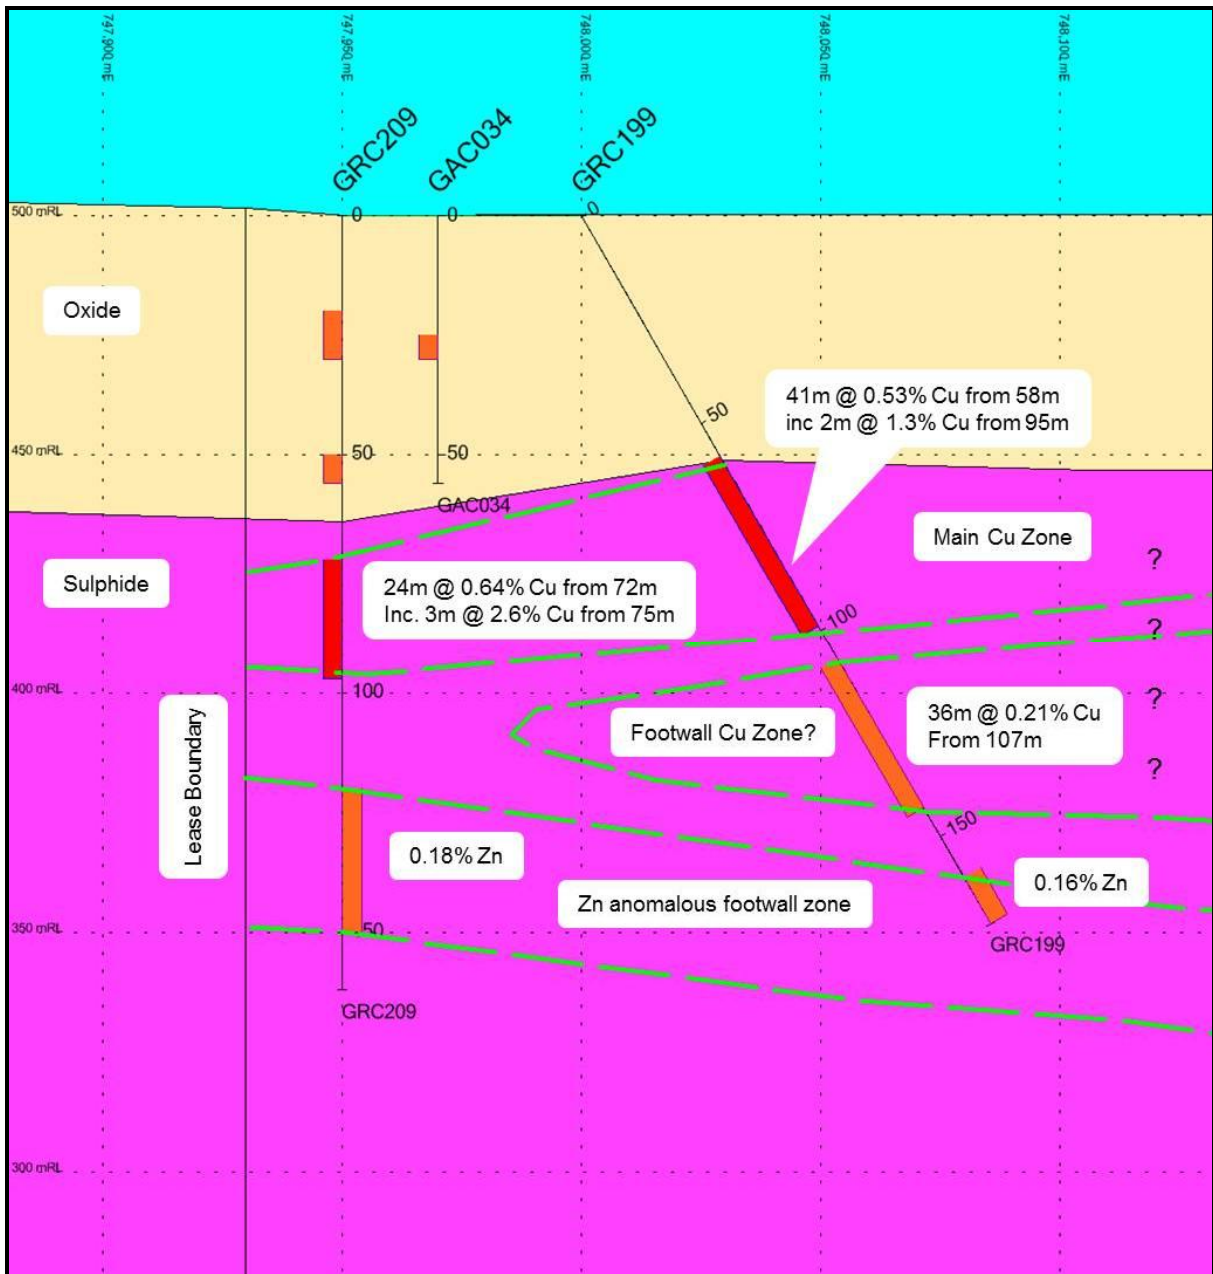 747,900 mE
747,950 mE
748,000 mE
748,050 mE
748,100 mE
GRC209
GAC034
GRC199
500 mRL
0
0
0
Oxide
50
41m @ 0.53% Cu from 58m
inc 2m @ 1.3% Cu from 95m
450 mRL
50
50
GAC034
Main Cu Zone
?
Sulphide
24m @ 0.64% Cu from 72m
Inc. 3m @ 2.6% Cu from 75m
100
?
400 mRL
100
?
Lease Boundary
Footwall Cu Zone?
36m @ 0.21% Cu
From 107m
?
150
0.18% Zn
0.16% Zn
Zn anomalous footwall zone
350 mRL
50
GRC199
GRC209
300 mRL